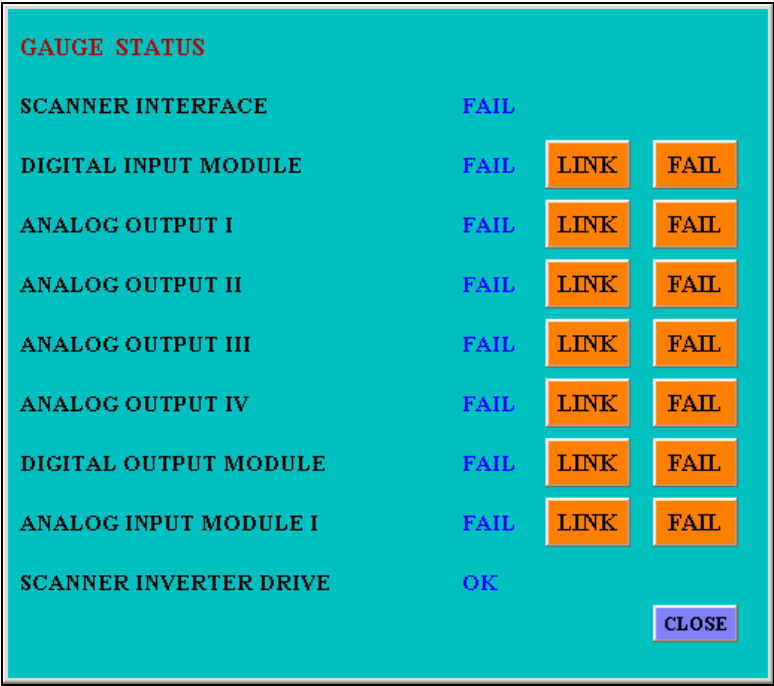 GAUGE STATUS
SCANNER INTERFACE FAIL
DIGITAL INPUT MODULE FAIL LINK FAIL
ANALOG OUTPUT I FAIL LINK FAIL
ANALOG OUTPUT II FAIL LINK FAIL
ANALOG OUTPUT III FAIL LINK FAIL
ANALOG OUTPUT IV FAIL LINK FAIL
DIGITAL OUTPUT MODULE FAIL LINK FAIL
ANALOG INPUT MODULE I FAIL LINK FAIL
SCANNER INVERTER DRIVE OK
CLOSE